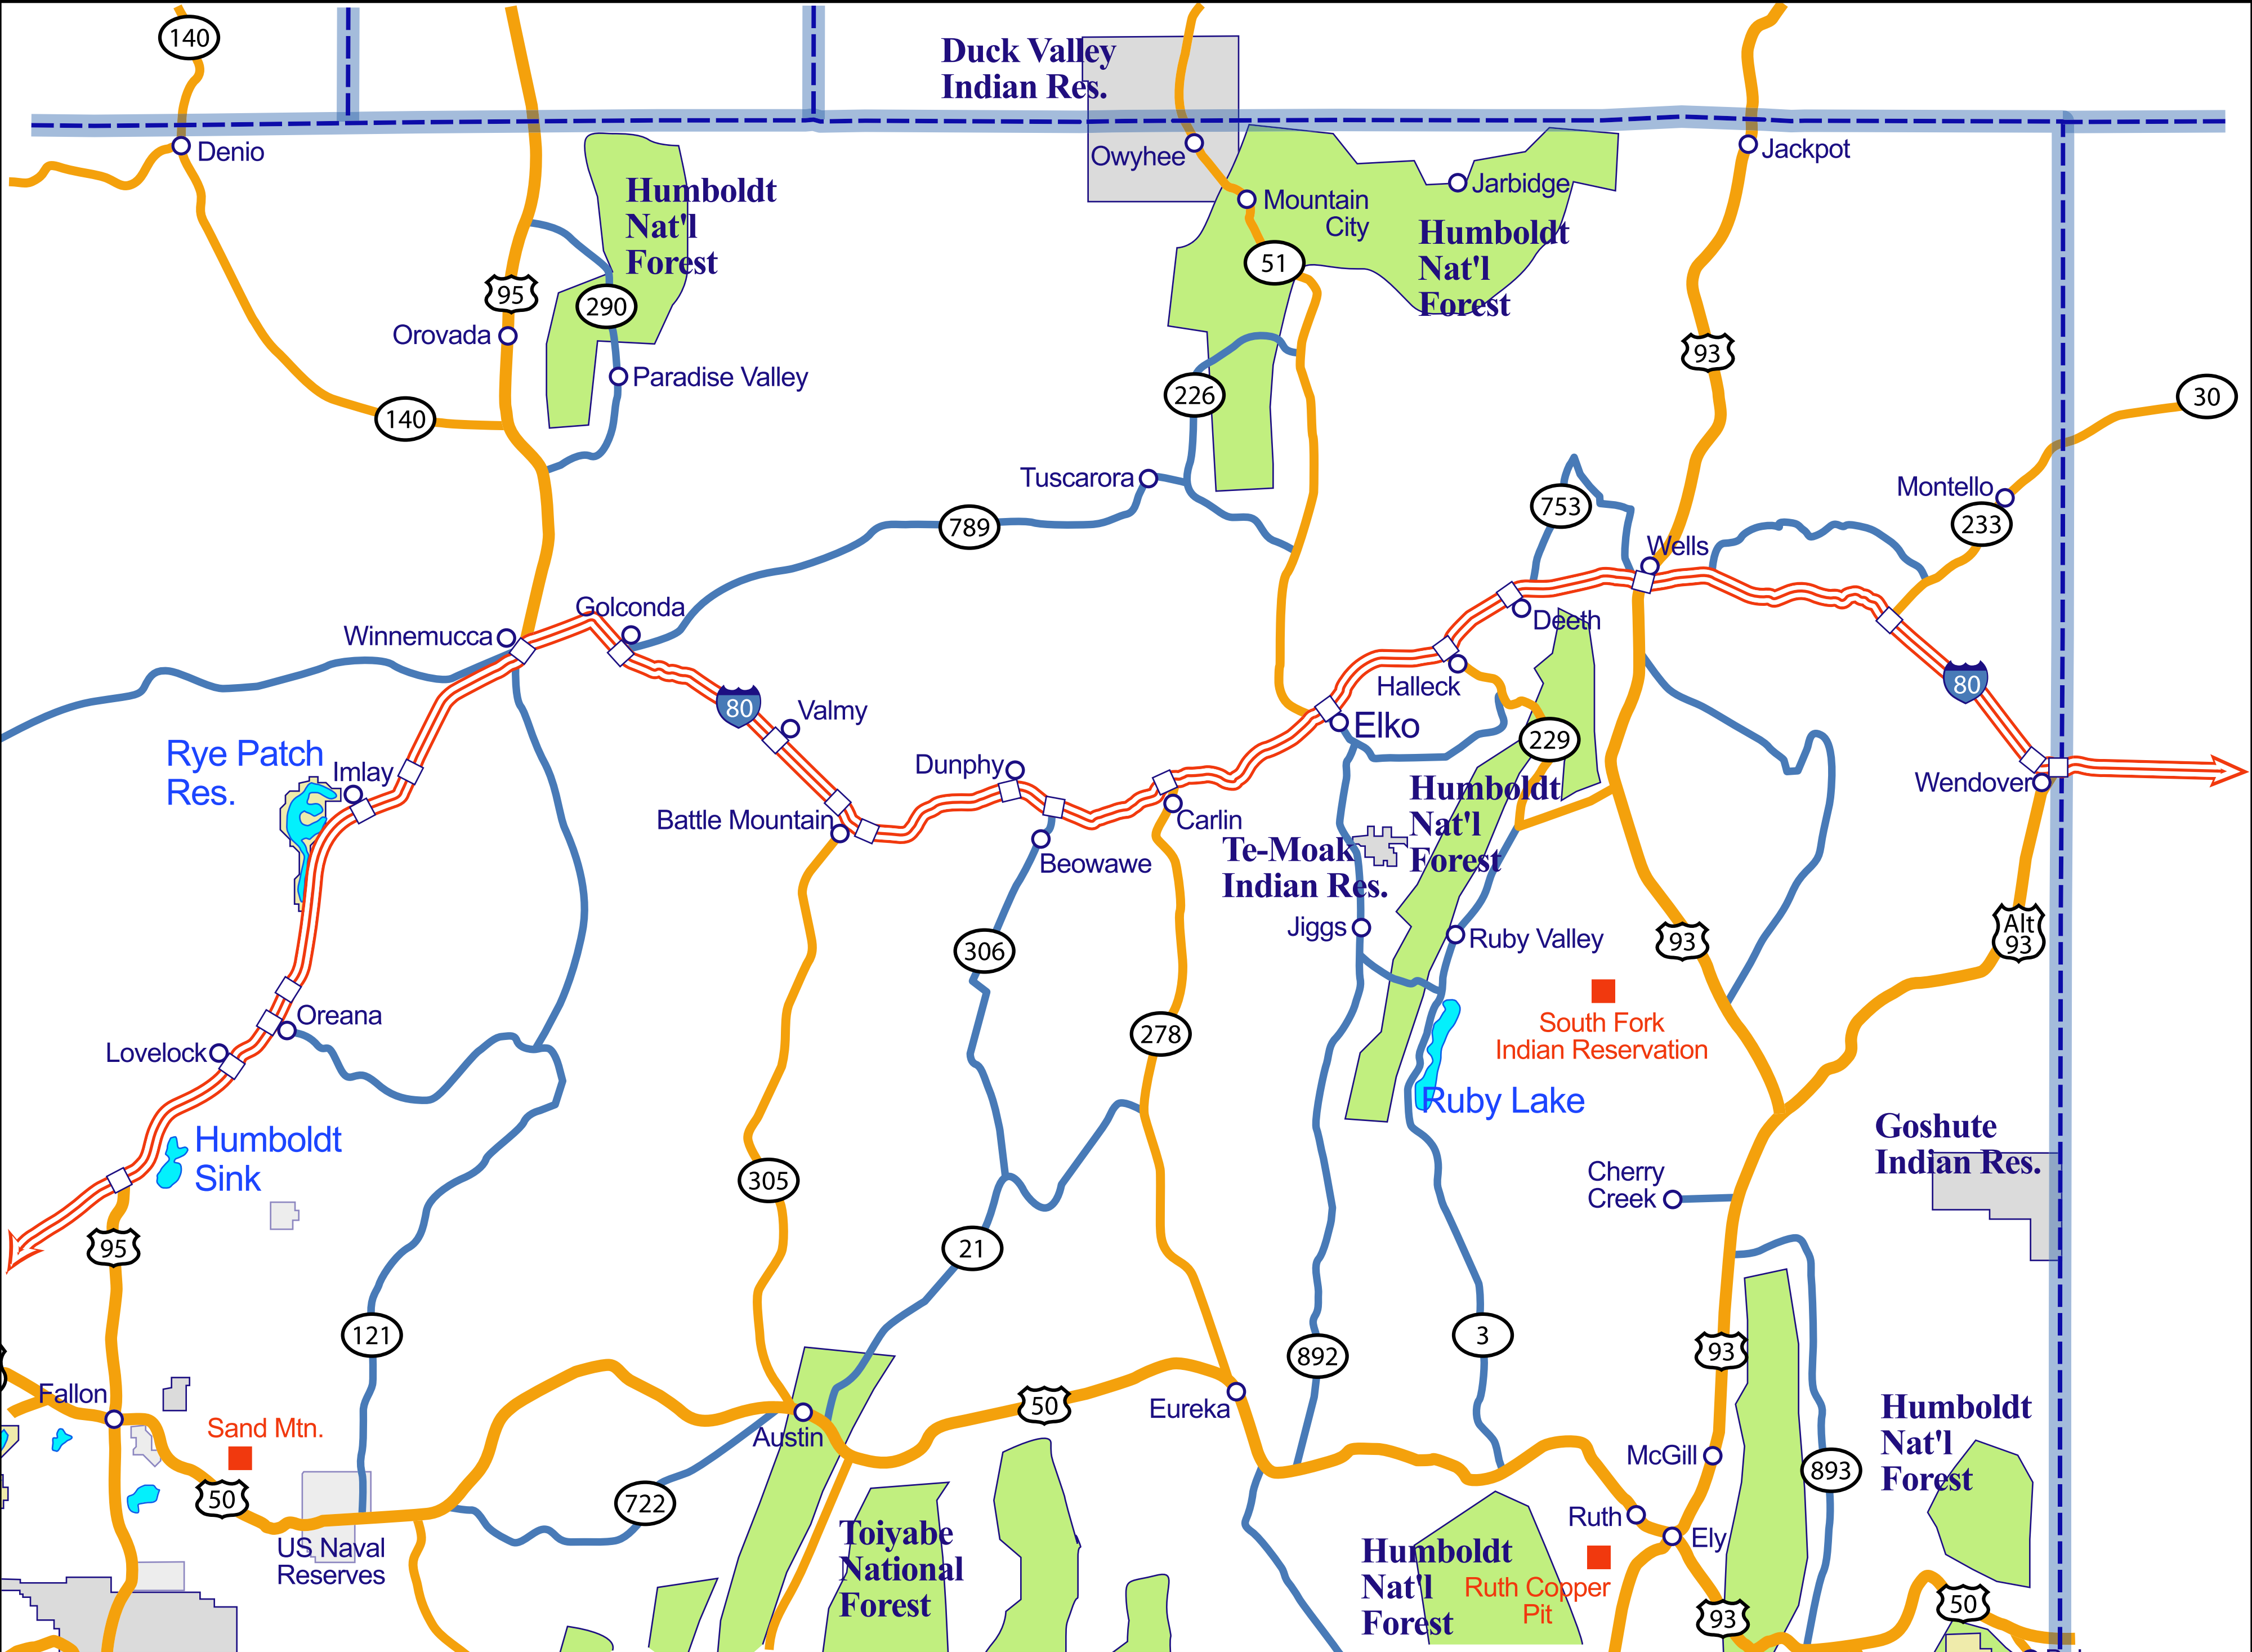 140
Duck Valley
Indian Res.
Denio
Owyhee
Jackpot
Humboldt
Nat'l
Forest
Mountain
City
Jarbidge
Humboldt
Nat'l
Forest
51
95
290
Orovada
93
Paradise Valley
226
30
140
Tuscarora
Montello
753
233
789
Wells
Golconda
Deeth
Winnemucca
Halleck
80
80
Valmy
Elko
229
Rye Patch
Res.
Imlay
Dunphy
Wendover
Humboldt
Nat'l
Forest
Battle Mountain
Carlin
Te-Moak
Indian Res.
Beowawe
Jiggs
Ruby Valley
93
Alt
93
306
Oreana
South Fork
Indian Reservation
278
Lovelock
Ruby Lake
Humboldt
Sink
Goshute
Indian Res.
Cherry
Creek
305
95
21
121
892
3
93
Fallon
50
Eureka
Humboldt
Nat'l
Forest
Sand Mtn.
Austin
McGill
893
50
722
Ruth
Ely
Toiyabe
National
Forest
US Naval
Reserves
Humboldt
Nat'l
Forest
Ruth Copper
Pit
93
50